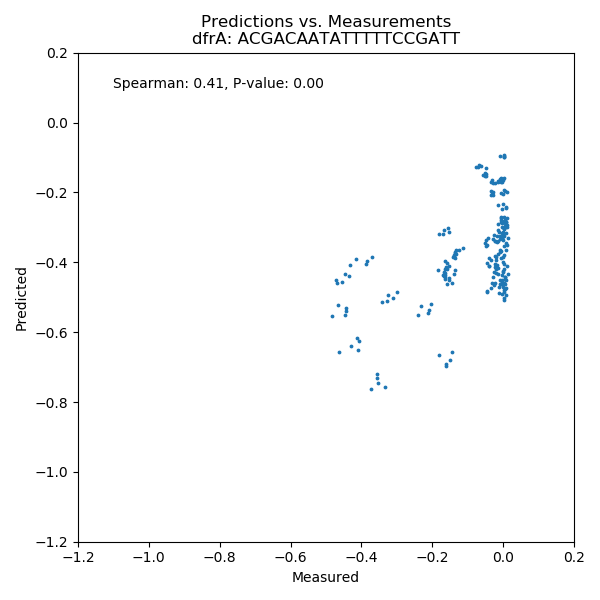 Predictions vs. Measurements
dfrA: ACGACAATATTTTTCCGATT
Spearman: 0.41, P-value: 0.00
Predicted
0.2
0.0
−0.2
−0.4
−0.6
−0.8
−1.0
−1.2
−1.2 −1.0 −0.8 −0.6 −0.4 −0.2 0.0 0.2
Measured